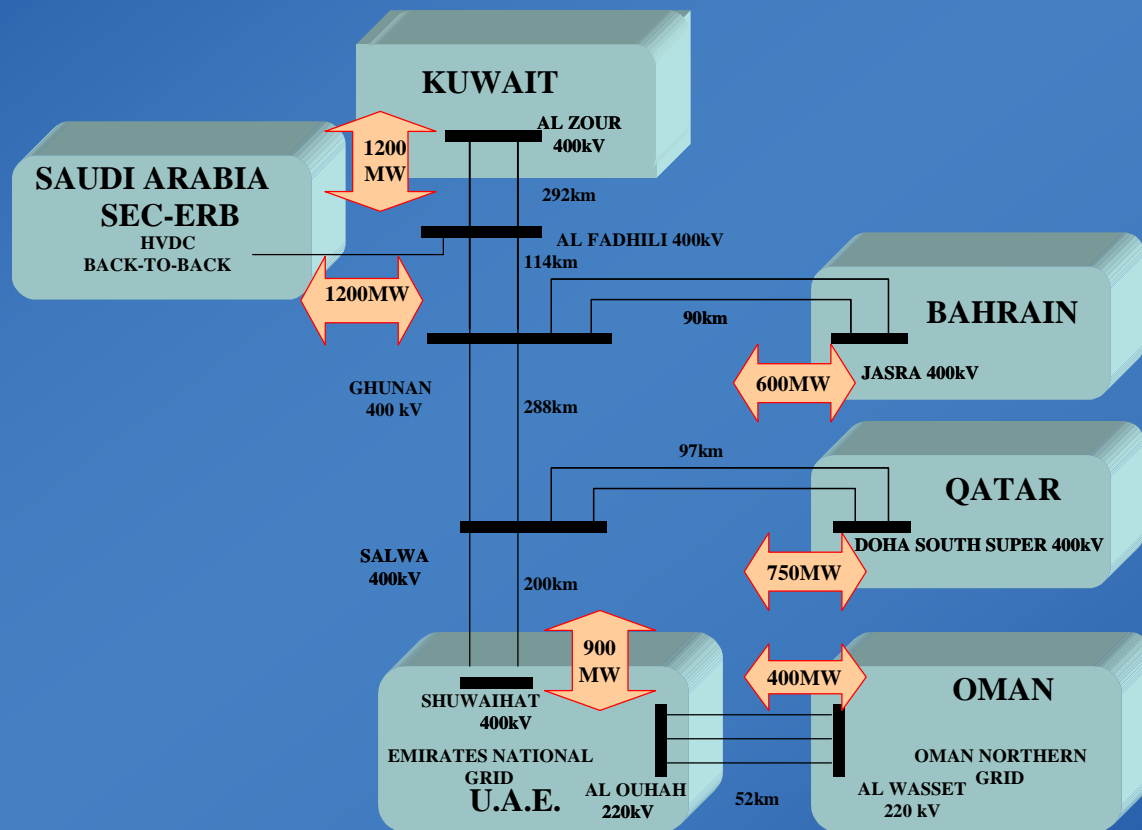 KUWAIT
AL ZOUR
400kV
1200
MW
SAUDI ARABIA
SEC-ERB
HVDC
BACK-TO-BACK
292km
AL FADHILI 400kV
114km
1200MW
BAHRAIN
90km
JASRA 400kV
600MW
GHUNAN
400 kV
288km
97km
QATAR
DOHA SOUTH SUPER 400kV
750MW
SALWA
400kV
200km
900
MW
400MW
OMAN
SHUWAIHAT
400kV
EMIRATES NATIONAL
GRID
U.A.E.
AL OUHAH
220kV
52km
OMAN NORTHERN
GRID
AL WASSET
220 kV